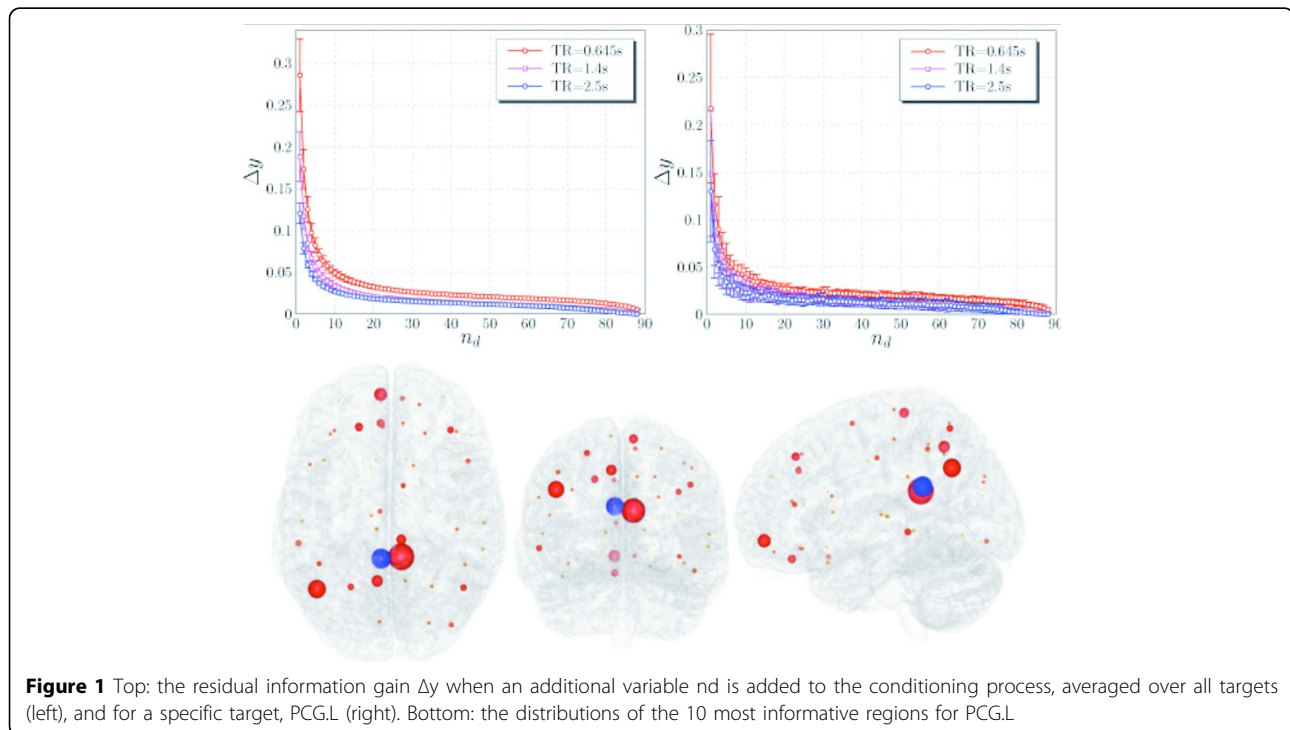 0.3
0.25
0.2
0.15
0.1
0.05
0
Δy
0 10 20 30 40 50 60 70 80 90
n_d
TR=0.645s
TR=1.4s
TR=2.5s
0.3
0.25
0.2
0.15
0.1
0.05
0
Δy
0 10 20 30 40 50 60 70 80 90
n_d
TR=0.645s
TR=1.4s
TR=2.5s
Figure 1 Top: the residual information gain Δy when an additional variable nd is added to the conditioning process, averaged over all targets
(left), and for a specific target, PCG.L (right). Bottom: the distributions of the 10 most informative regions for PCG.L